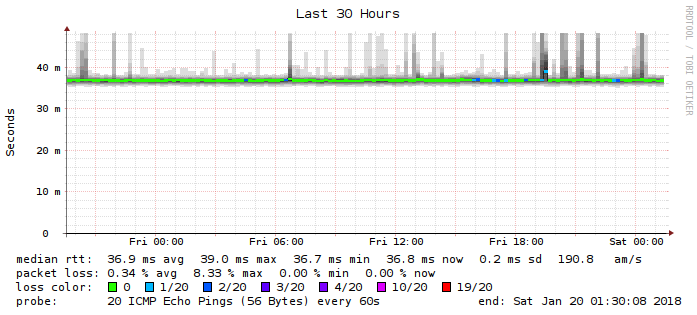 Last 30 Hours
RRDTOOL / TOBI OETIKER
Seconds
40 m
30 m
20 m
10 m
0
Fri 00:00 Fri 06:00 Fri 12:00 Fri 18:00 Sat 00:00
median rtt: 36.9 ms avg 39.0 ms max 36.7 ms min 36.8 ms now 0.2 ms sd 190.8 am/s
packet loss: 0.34 % avg 8.33 % max 0.00 % min 0.00 % now
loss color: 0 1/20 2/20 3/20 4/20 10/20 19/20
probe: 20 ICMP Echo Pings (56 Bytes) every 60s end: Sat Jan 20 01:30:08 2018